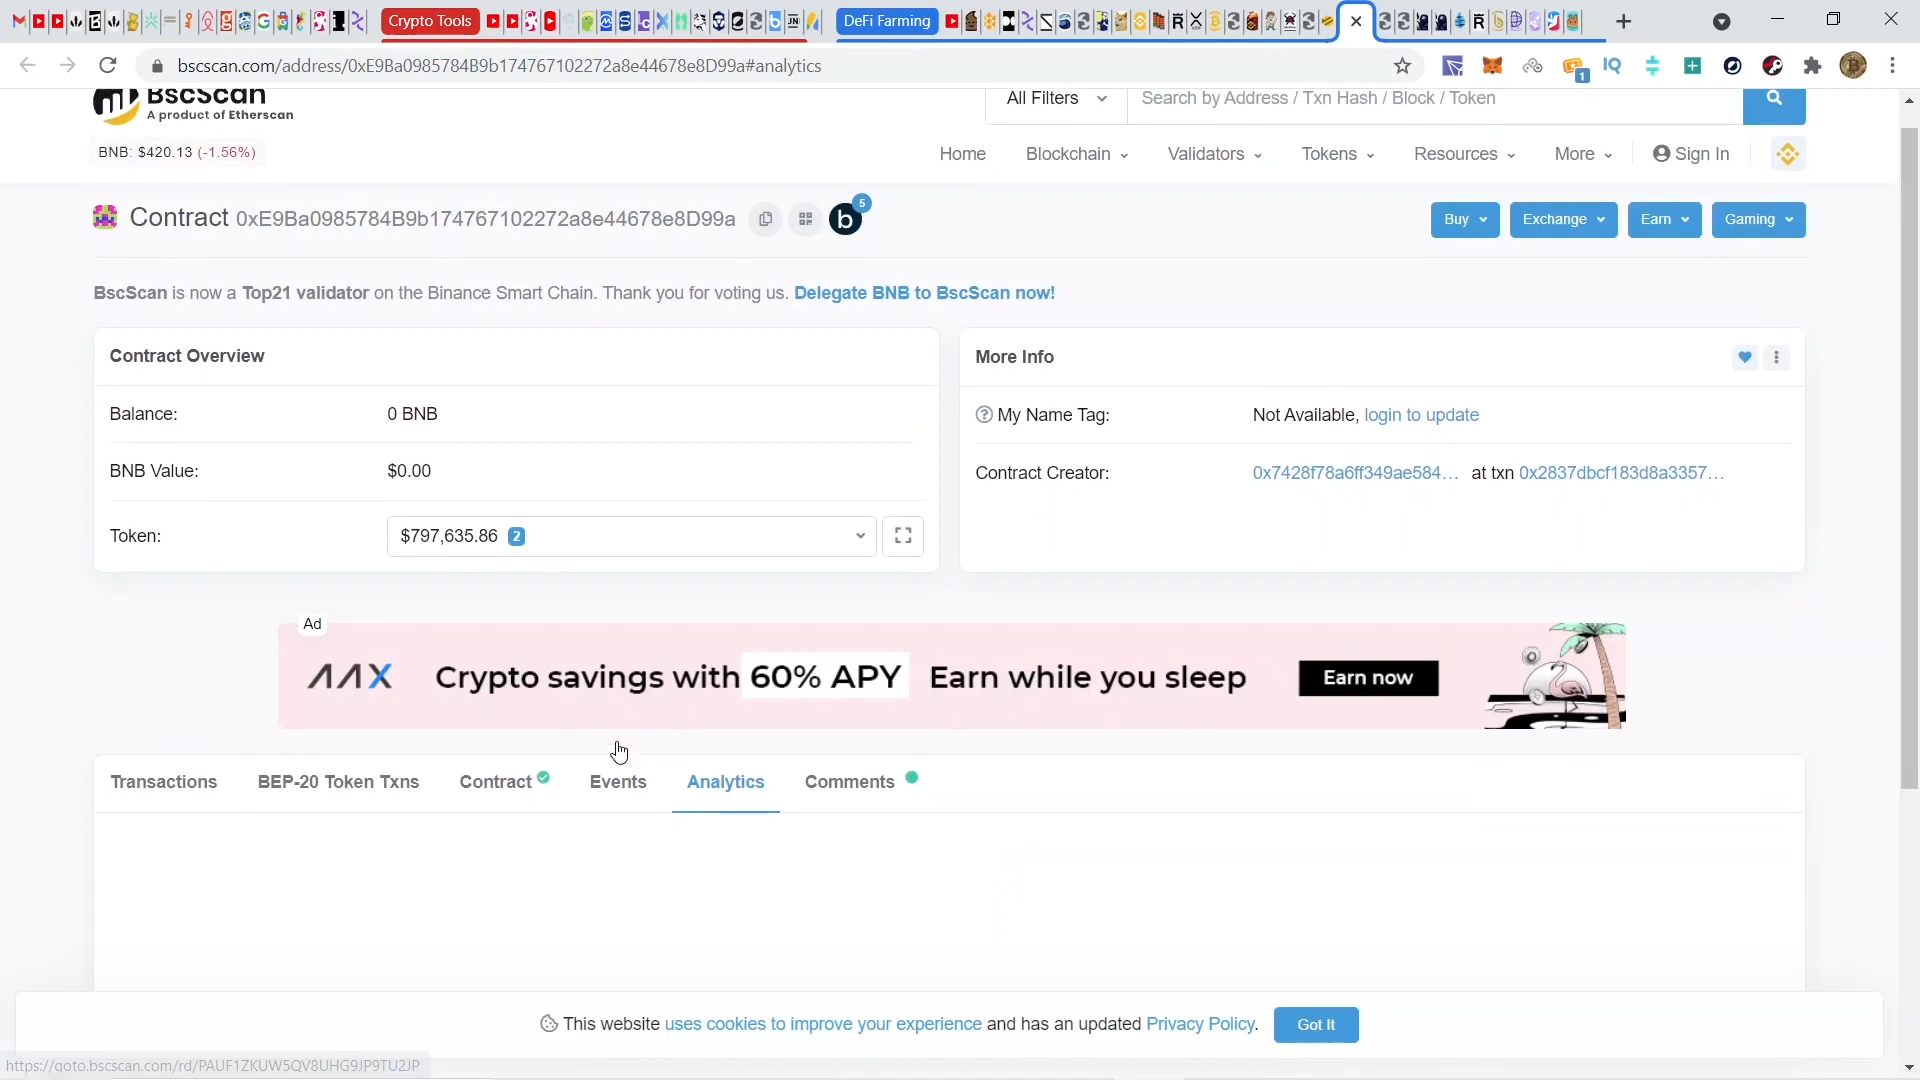 Crypto Tools
DeFi Farming
bscscan.com/address/0xE9Ba0985784B9b174767102272a8e44678e8D99a#analytics
BscScan
A product of Etherscan
All Filters
Search by Address / Txn Hash / Block / Token
BNB: $420.13 (-1.56%)
Home
Blockchain
Validators
Tokens
Resources
More
Sign In
Contract 0xE9Ba0985784B9b174767102272a8e44678e8D99a
b
5
Buy
Exchange
Earn
Gaming
BscScan is now a Top21 validator on the Binance Smart Chain. Thank you for voting us. Delegate BNB to BscScan now!
Contract Overview
Balance: 0 BNB
BNB Value: $0.00
Token: $797,635.86 2
More Info
My Name Tag: Not Available, login to update
Contract Creator: 0x7428f78a6ff349ae584... at txn 0x2837dbcf183d8a3357...
Ad
AAX Crypto savings with 60% APY Earn while you sleep Earn now
Transactions
BEP-20 Token Txns
Contract
Events
Analytics
Comments
This website uses cookies to improve your experience and has an updated Privacy Policy.
Got It
https://goto.bscscan.com/rd/PAUF1ZKUW5QV8UHG9JP9TU2JP